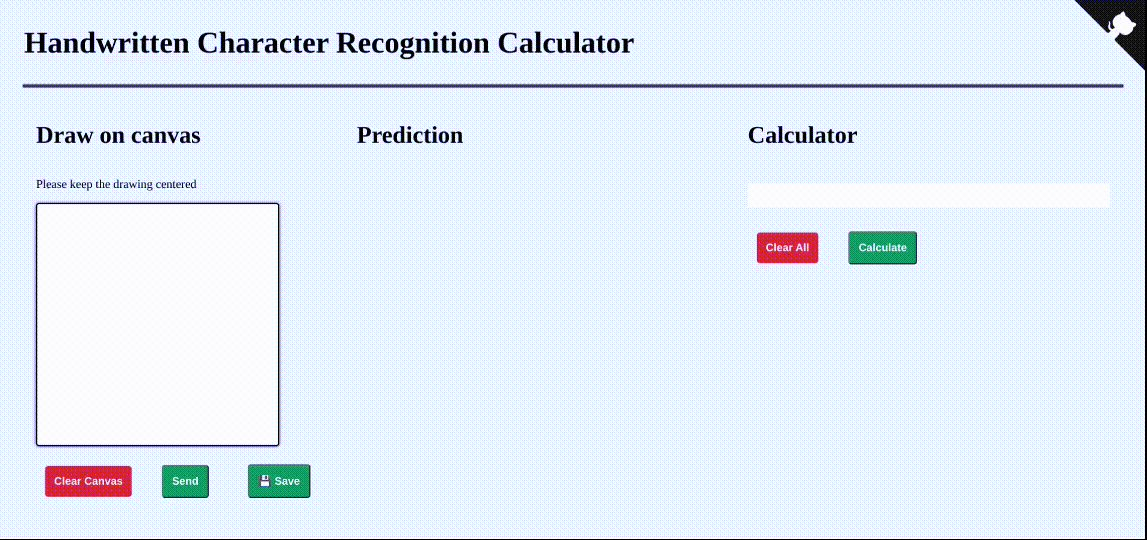 Handwritten Character Recognition Calculator
Draw on canvas
Please keep the drawing centered
Clear Canvas
Send
💾 Save
Prediction
Calculator
Clear All
Calculate